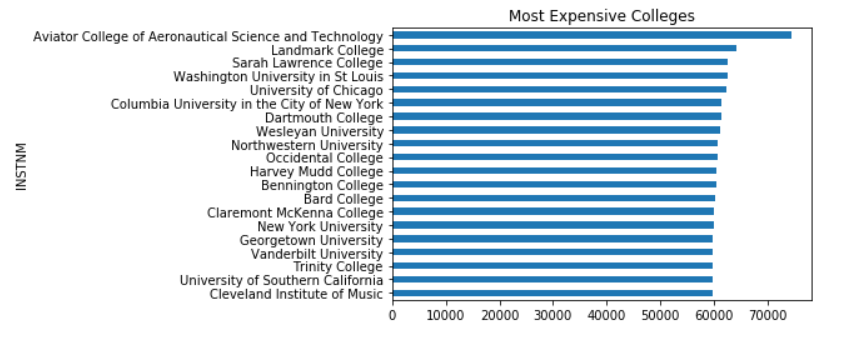 Most Expensive Colleges
Aviator College of Aeronautical Science and Technology
Landmark College
Sarah Lawrence College
Washington University in St Louis
University of Chicago
Columbia University in the City of New York
Dartmouth College
Wesleyan University
Northwestern University
Occidental College
Harvey Mudd College
Bennington College
Bard College
Claremont McKenna College
New York University
Georgetown University
Vanderbilt University
Trinity College
University of Southern California
Cleveland Institute of Music
INSTNM
0 10000 20000 30000 40000 50000 60000 70000